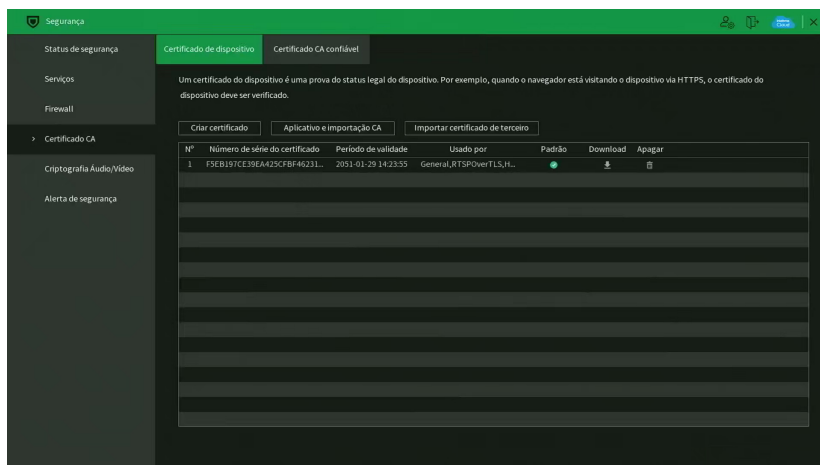 Segurança
Status de segurança
Serviços
Firewall
> Certificado CA
Criptografia Áudio/Vídeo
Alerta de segurança
Certificado de dispositivo Certificado CA confiável
Um certificado do dispositivo é uma prova do status legal do dispositivo. Por exemplo, quando o navegador está visitando o dispositivo via HTTPS, o certificado do
dispositivo deve ser verificado.
Criar certificado Aplicativo e importação CA Importar certificado de terceiro
Nº Número de série do certificado Período de validade Usado por Padrão Download Apagar
1 F5EB197CE39EA425CFBF46231... 2051-01-29 14:23:55 General,RTSPOverTLS,H...